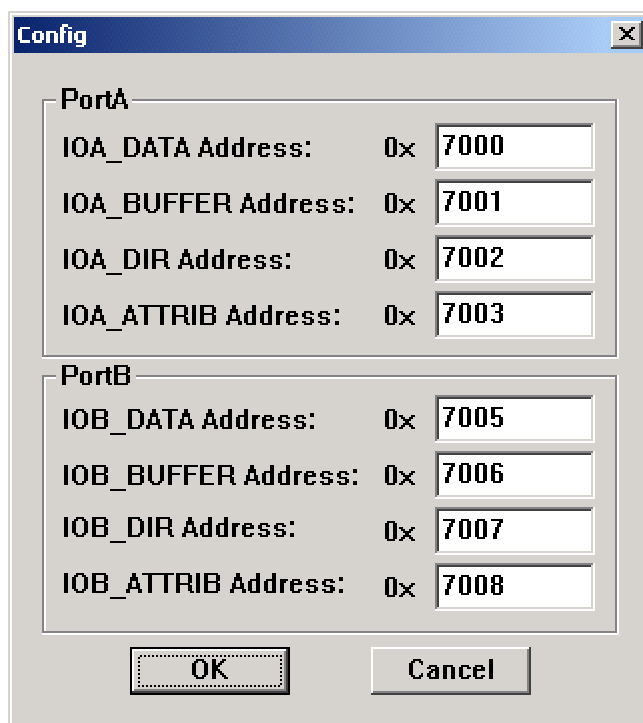 Config
PortA
IOA_DATA Address: 0x 7000
IOA_BUFFER Address: 0x 7001
IOA_DIR Address: 0x 7002
IOA_ATTRIB Address: 0x 7003
PortB
IOB_DATA Address: 0x 7005
IOB_BUFFER Address: 0x 7006
IOB_DIR Address: 0x 7007
IOB_ATTRIB Address: 0x 7008
OK Cancel